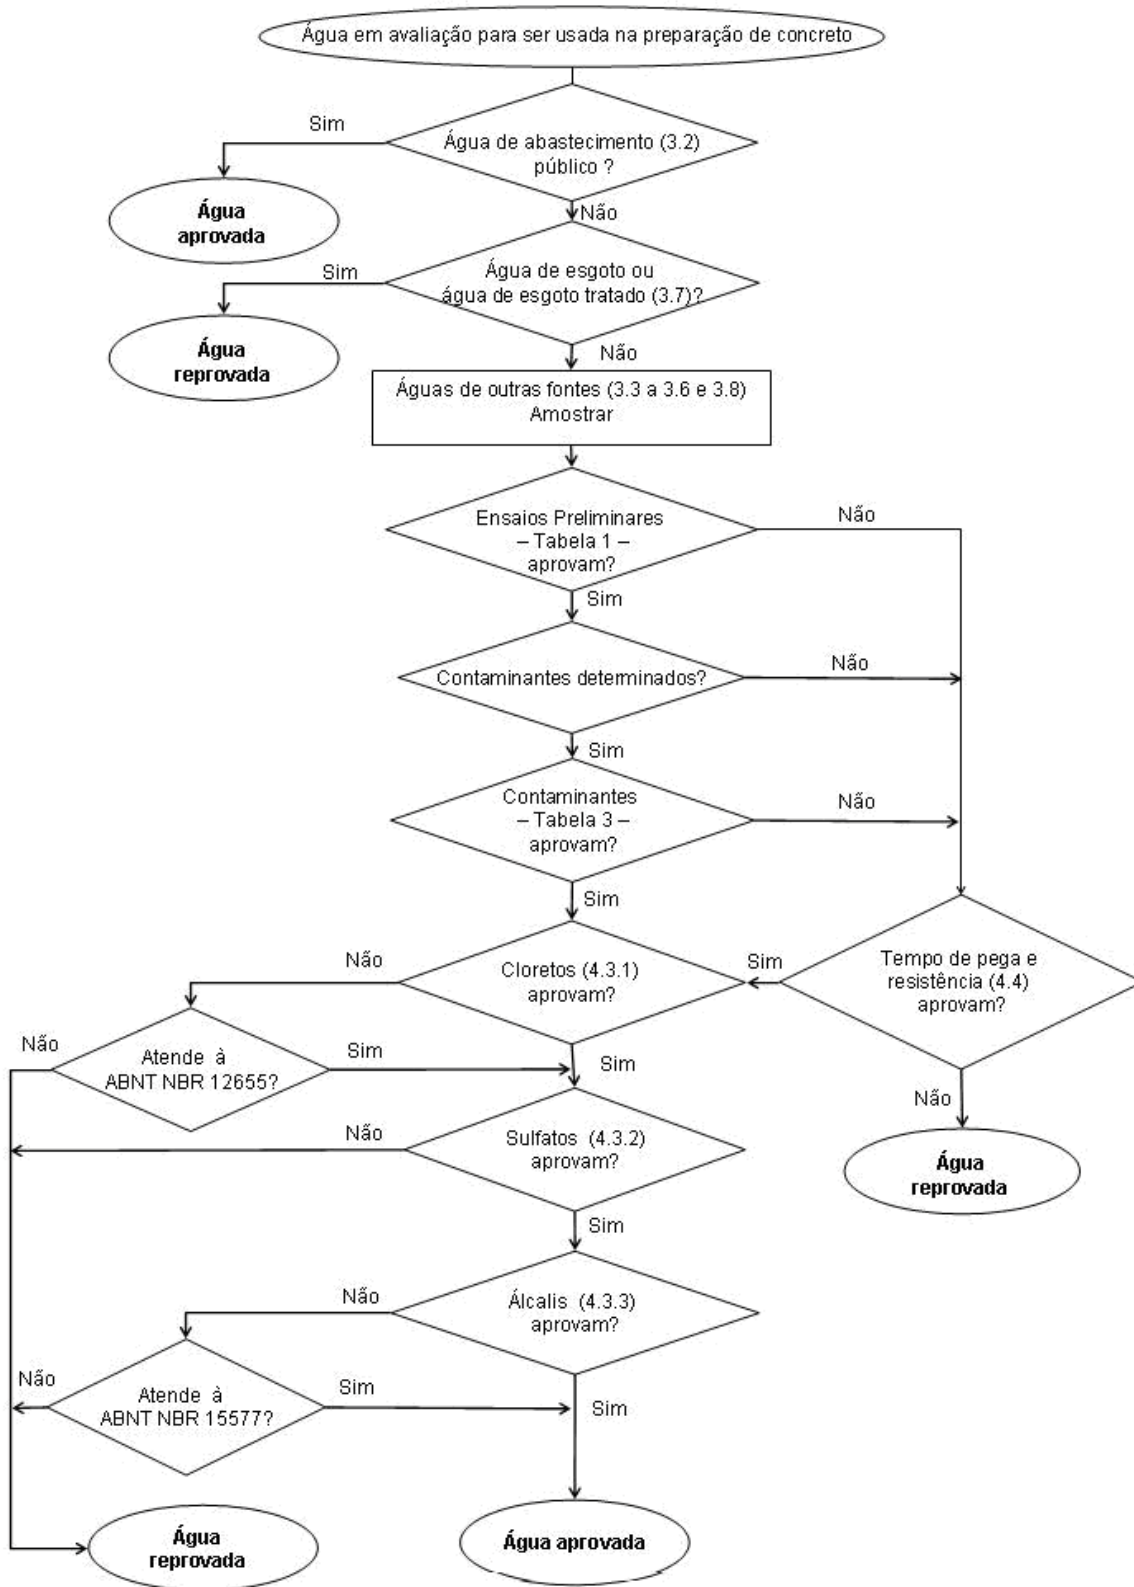 Água em avaliação para ser usada na preparação de concreto
Sim
Água de abastecimento (3.2)
público ?
Água
aprovada
Não
Sim
Água de esgoto ou
água de esgoto tratado (3.7)?
Água
reprovada
Não
Águas de outras fontes (3.3 a 3.6 e 3.8)
Amostrar
Ensaios Preliminares
– Tabela 1 –
aprovam?
Não
Sim
Contaminantes determinados?
Não
Sim
Contaminantes
– Tabela 3 –
aprovam?
Não
Sim
Não
Cloretos (4.3.1)
aprovam?
Sim
Tempo de pega e
resistência (4.4)
aprovam?
Não
Atende à
ABNT NBR 12655?
Sim
Sim
Não
Não
Sulfatos (4.3.2)
aprovam?
Água
reprovada
Sim
Não
Álcalis (4.3.3)
aprovam?
Não
Atende à
ABNT NBR 15577?
Sim
Sim
Água
reprovada
Água aprovada